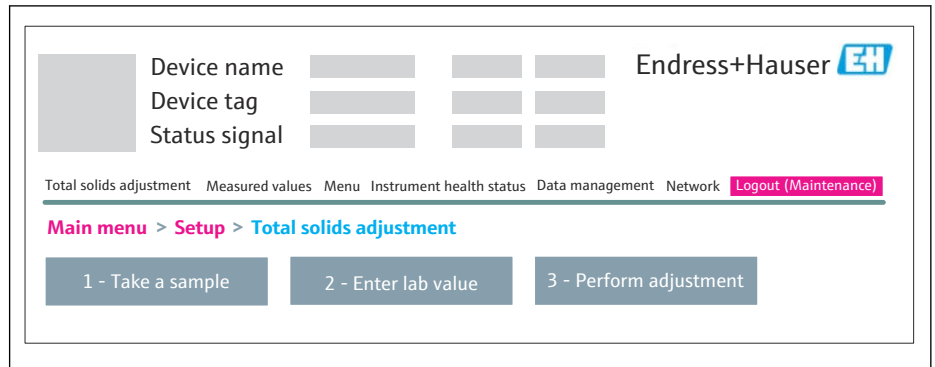 Device name
Endress+Hauser EH
Device tag
Status signal
Total solids adjustment Measured values Menu Instrument health status Data management Network Logout (Maintenance)
Main menu > Setup > Total solids adjustment
1 - Take a sample 2 - Enter lab value 3 - Perform adjustment